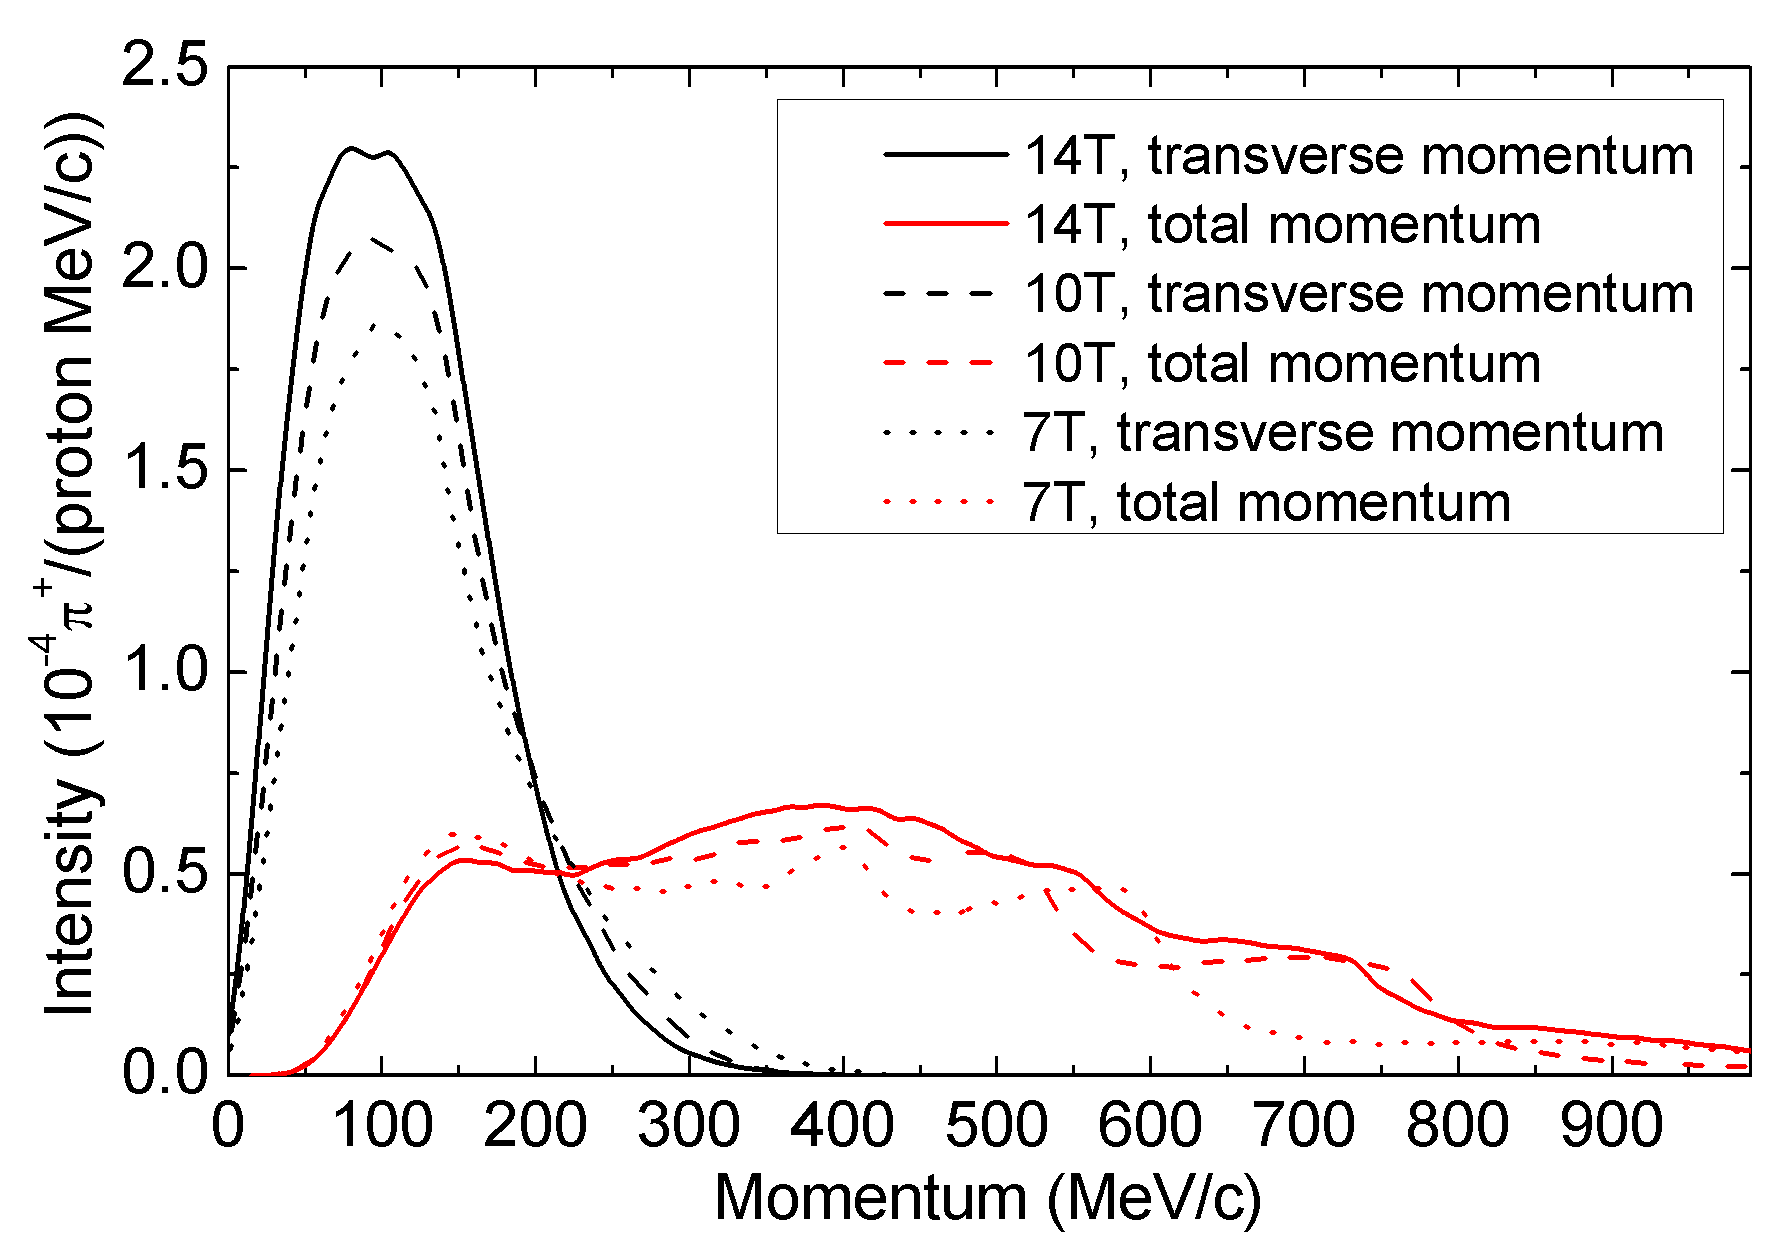 Intensity (10⁻⁴π⁺/(proton MeV/c))
2.5
2.0
1.5
1.0
0.5
0.0
14T, transverse momentum
14T, total momentum
10T, transverse momentum
10T, total momentum
7T, transverse momentum
7T, total momentum
0 100 200 300 400 500 600 700 800 900
Momentum (MeV/c)